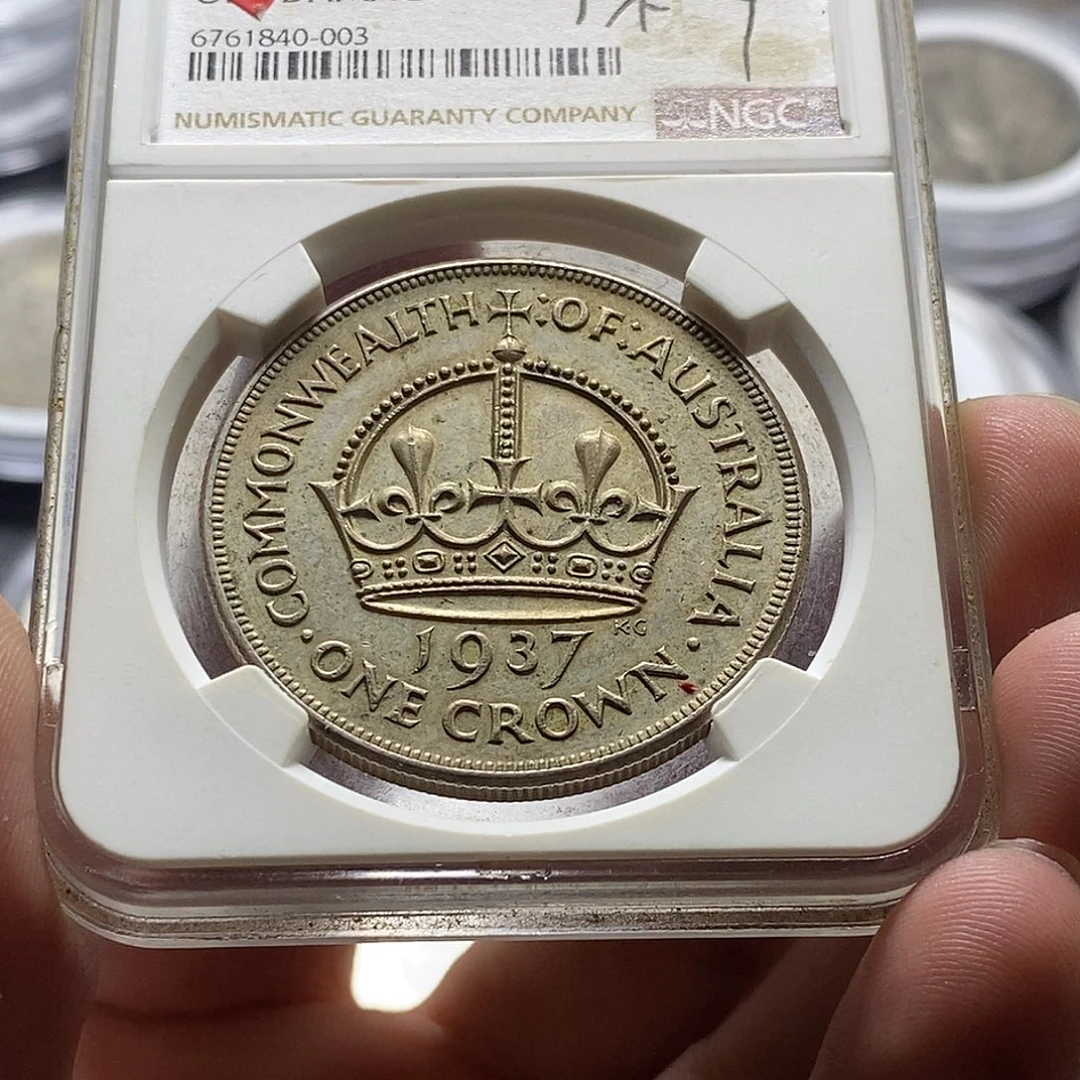 6761840-003
NUMISMATIC GUARANTY COMPANY
NGC
COMMONWEALTH : OF : AUSTRALIA ·
1937
KG
· ONE CROWN